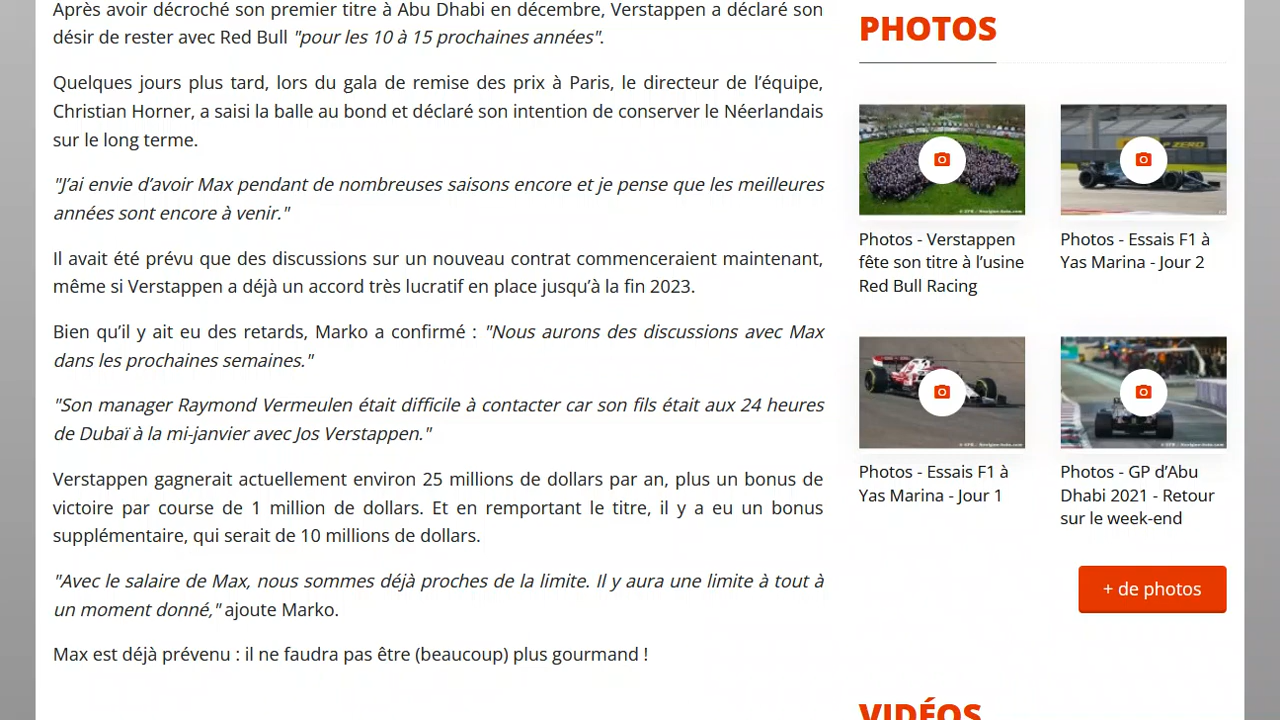 Après avoir décroché son premier titre à Abu Dhabi en décembre, Verstappen a déclaré son
désir de rester avec Red Bull "pour les 10 à 15 prochaines années".
Quelques jours plus tard, lors du gala de remise des prix à Paris, le directeur de l’équipe,
Christian Horner, a saisi la balle au bond et déclaré son intention de conserver le Néerlandais
sur le long terme.
"J’ai envie d’avoir Max pendant de nombreuses saisons encore et je pense que les meilleures
années sont encore à venir."
Il avait été prévu que des discussions sur un nouveau contrat commenceraient maintenant,
même si Verstappen a déjà un accord très lucratif en place jusqu’à la fin 2023.
Bien qu’il y ait eu des retards, Marko a confirmé : "Nous aurons des discussions avec Max
dans les prochaines semaines."
"Son manager Raymond Vermeulen était difficile à contacter car son fils était aux 24 heures
de Dubaï à la mi-janvier avec Jos Verstappen."
Verstappen gagnerait actuellement environ 25 millions de dollars par an, plus un bonus de
victoire par course de 1 million de dollars. Et en remportant le titre, il y a eu un bonus
supplémentaire, qui serait de 10 millions de dollars.
"Avec le salaire de Max, nous sommes déjà proches de la limite. Il y aura une limite à tout à
un moment donné," ajoute Marko.
Max est déjà prévenu : il ne faudra pas être (beaucoup) plus gourmand !
PHOTOS
Photos - Verstappen
fête son titre à l’usine
Red Bull Racing
P ZERO
Photos - Essais F1 à
Yas Marina - Jour 2
Photos - Essais F1 à
Yas Marina - Jour 1
Photos - GP d’Abu
Dhabi 2021 - Retour
sur le week-end
+ de photos
VIDÉOS